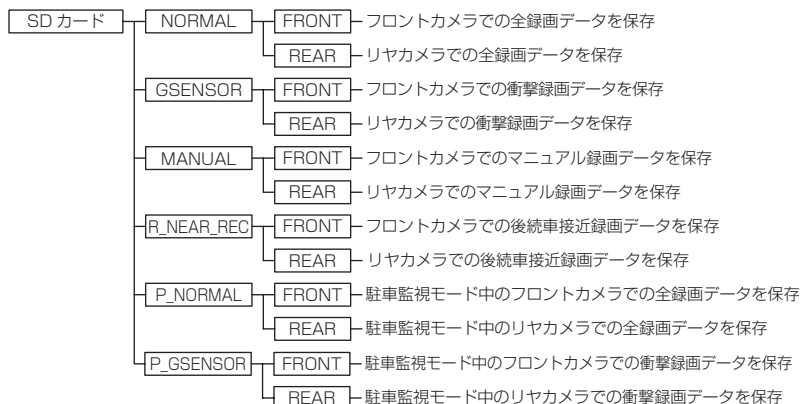 SD カード NORMAL FRONT フロントカメラでの全録画データを保存
REAR リヤカメラでの全録画データを保存
GSENSOR FRONT フロントカメラでの衝撃録画データを保存
REAR リヤカメラでの衝撃録画データを保存
MANUAL FRONT フロントカメラでのマニュアル録画データを保存
REAR リヤカメラでのマニュアル録画データを保存
R_NEAR_REC FRONT フロントカメラでの後続車接近録画データを保存
REAR リヤカメラでの後続車接近録画データを保存
P_NORMAL FRONT 駐車監視モード中のフロントカメラでの全録画データを保存
REAR 駐車監視モード中のリヤカメラでの全録画データを保存
P_GSENSOR FRONT 駐車監視モード中のフロントカメラでの衝撃録画データを保存
REAR 駐車監視モード中のリヤカメラでの衝撃録画データを保存